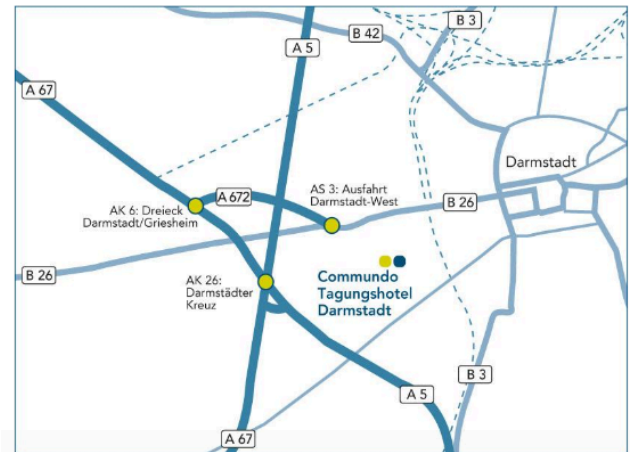 B 3
A 5
B 42
A 67
Darmstadt
AS 3: Ausfahrt
Darmstadt-West
A 672
B 26
AK 6: Dreieck
Darmstadt/Griesheim
B 26
AK 26:
Darmstädter
Kreuz
Commundo
Tagungshotel
Darmstadt
B 3
A 5
A 67